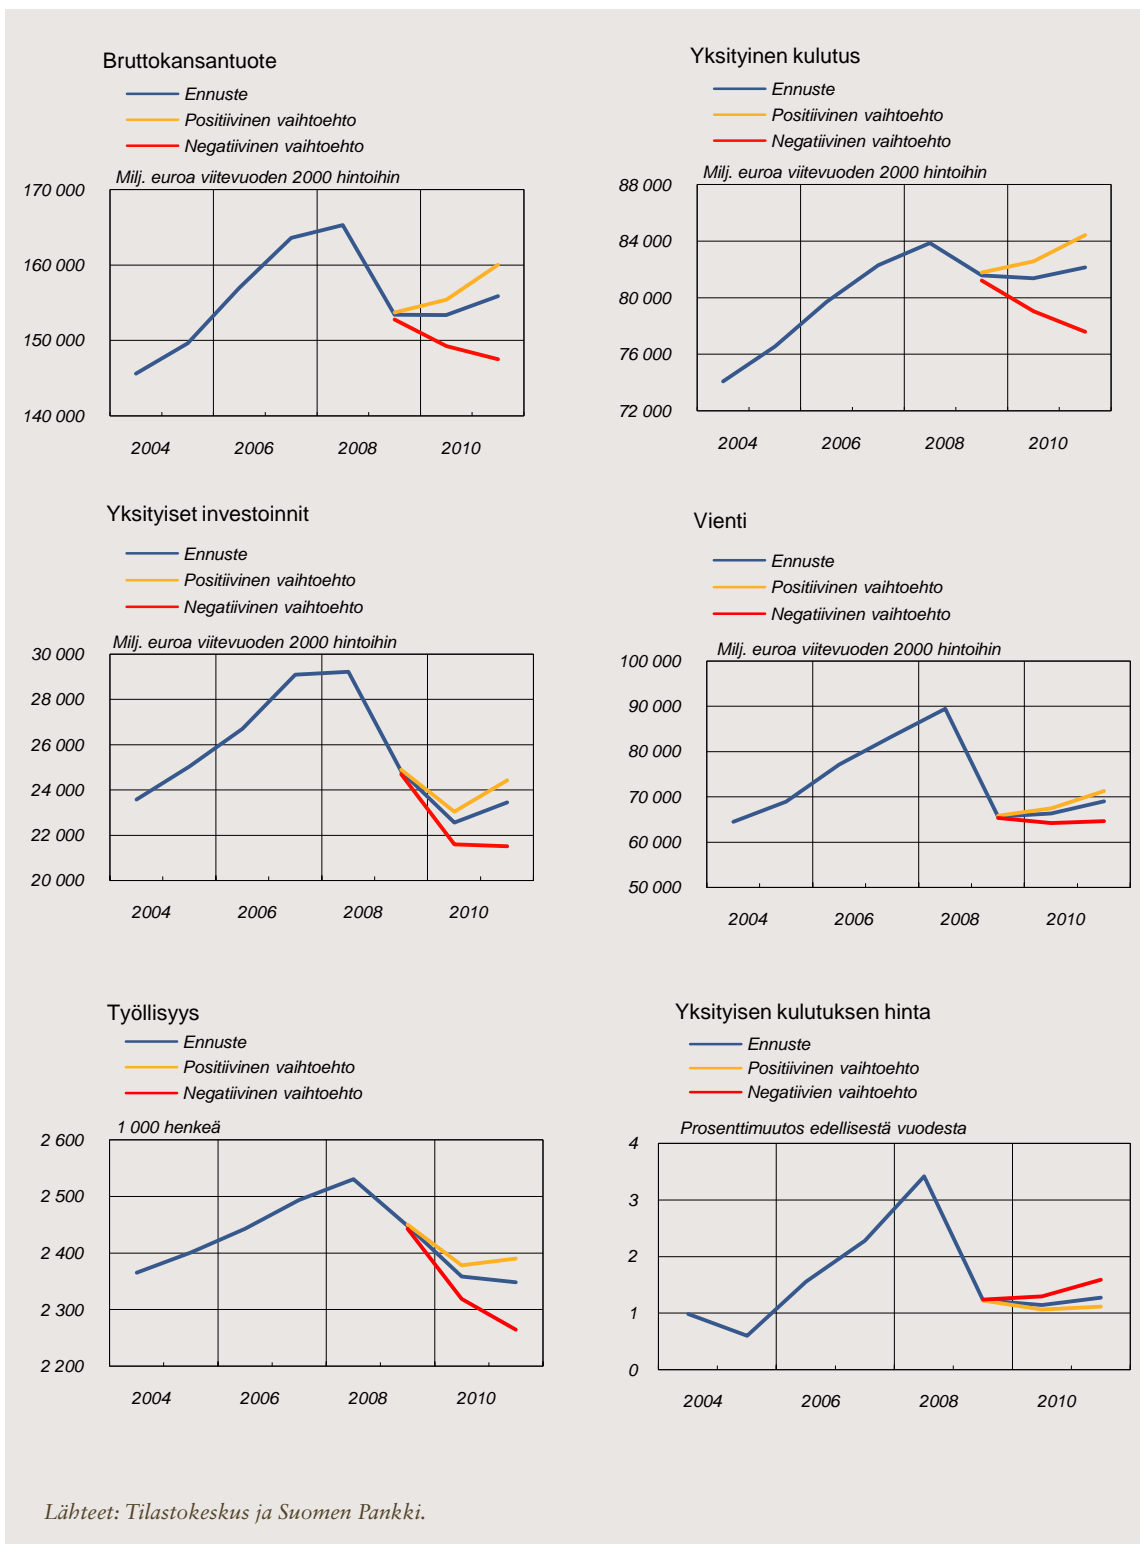 Bruttokansantuote
Ennuste
Positiivinen vaihtoehto
Negatiivinen vaihtoehto
Milj. euroa viitevuoden 2000 hintoihin
170 000
160 000
150 000
140 000
2004 2006 2008 2010
Yksityinen kulutus
Ennuste
Positiivinen vaihtoehto
Negatiivinen vaihtoehto
Milj. euroa viitevuoden 2000 hintoihin
88 000
84 000
80 000
76 000
72 000
2004 2006 2008 2010
Yksityiset investoinnit
Ennuste
Positiivinen vaihtoehto
Negatiivinen vaihtoehto
Milj. euroa viitevuoden 2000 hintoihin
30 000
28 000
26 000
24 000
22 000
20 000
2004 2006 2008 2010
Vienti
Ennuste
Positiivinen vaihtoehto
Negatiivinen vaihtoehto
Milj. euroa viitevuoden 2000 hintoihin
100 000
90 000
80 000
70 000
60 000
50 000
2004 2006 2008 2010
Työllisyys
Ennuste
Positiivinen vaihtoehto
Negatiivinen vaihtoehto
1 000 henkeä
2 600
2 500
2 400
2 300
2 200
2004 2006 2008 2010
Yksityisen kulutuksen hinta
Ennuste
Positiivinen vaihtoehto
Negatiivien vaihtoehto
Prosenttimuutos edellisestä vuodesta
4
3
2
1
0
2004 2006 2008 2010
Lähteet: Tilastokeskus ja Suomen Pankki.